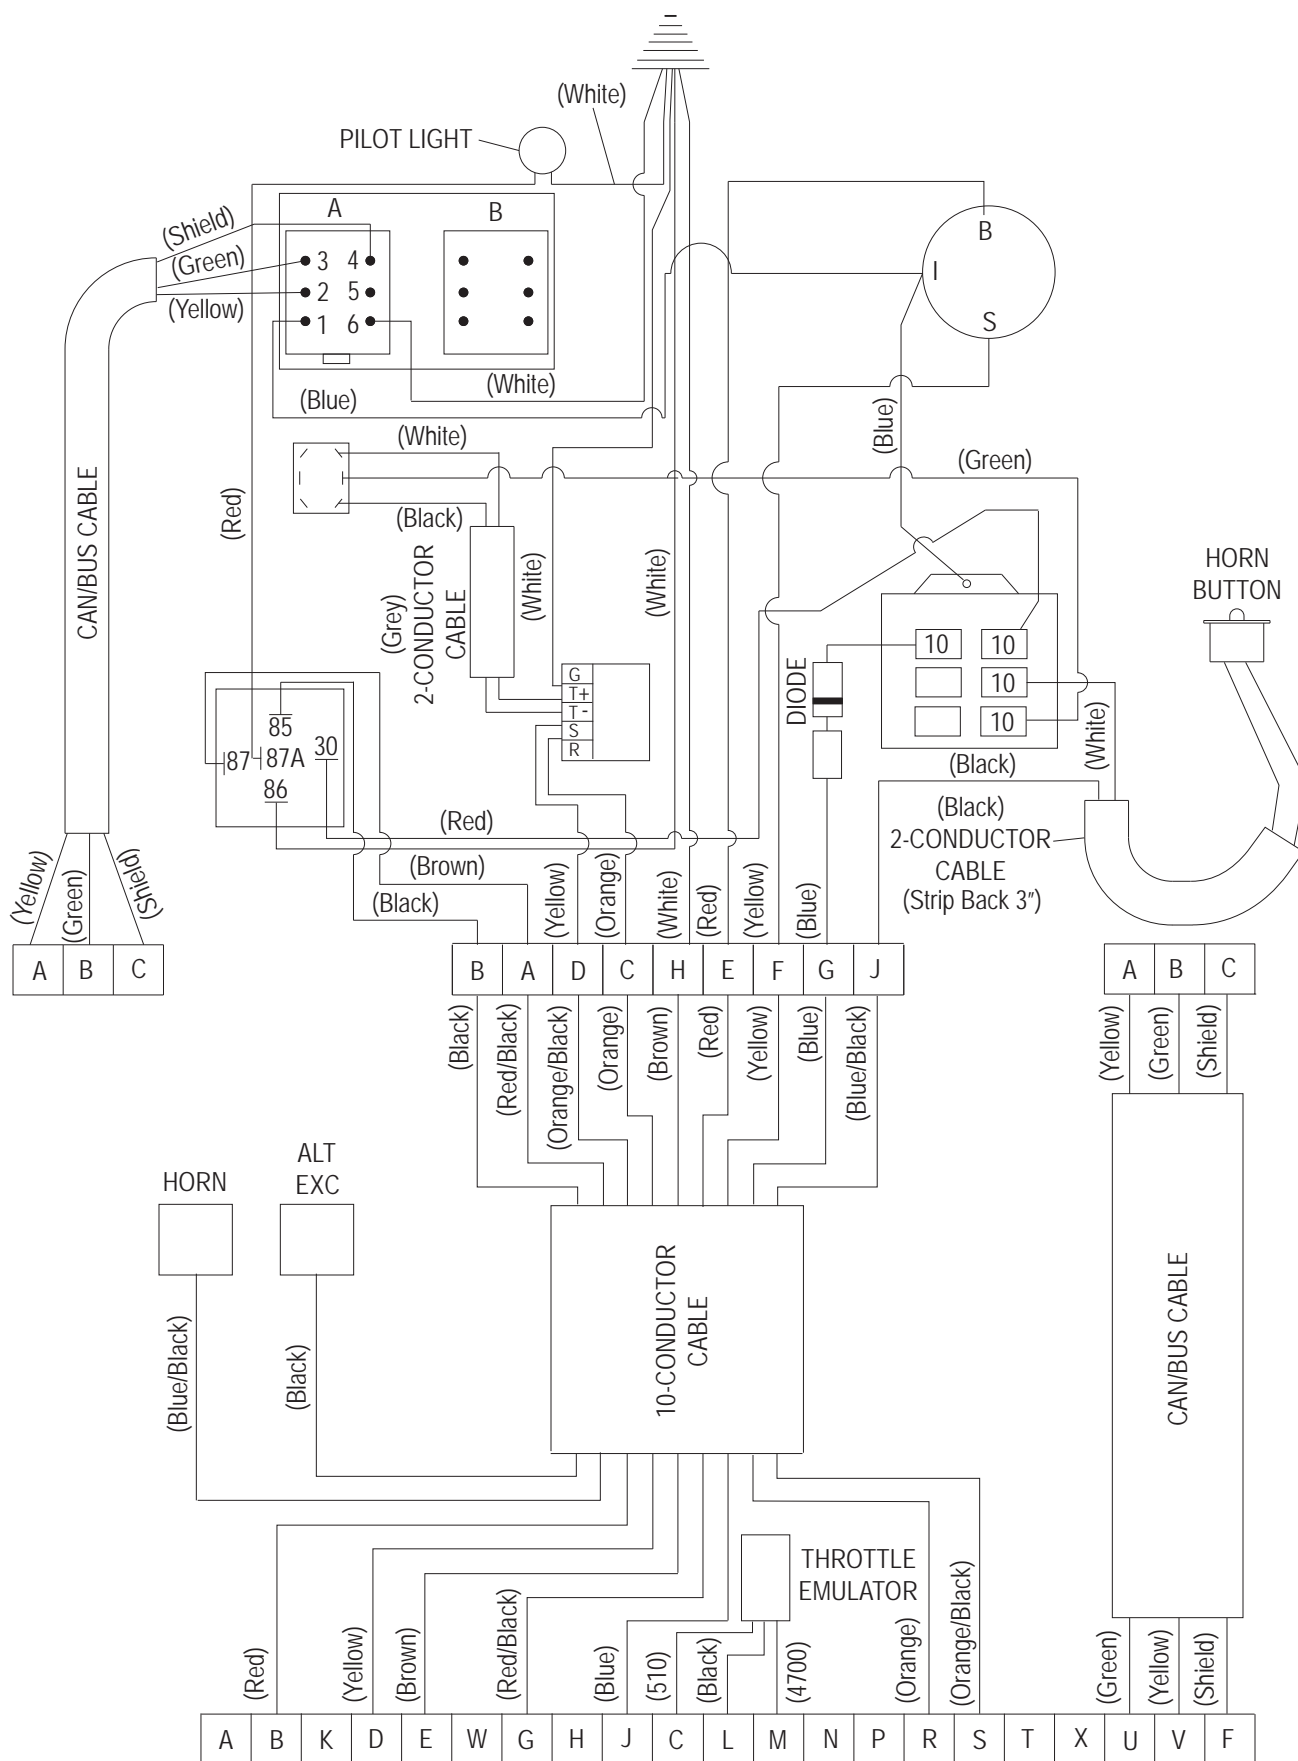 (White)
PILOT LIGHT
A
B
B
I
S
(Shield)
(Green)
(Yellow)
3 4
2 5
1 6
(White)
(Blue)
(White)
(Black)
(Green)
(Blue)
(Red)
CAN/BUS CABLE
(Grey)
2-CONDUCTOR
CABLE
(White)
(White)
HORN
BUTTON
10
10
10
10
DIODE
G
T+
T -
S
R
85
87
87A
30
86
(White)
(Black)
(Black)
2-CONDUCTOR
CABLE
(Strip Back 3")
(Red)
(Brown)
(Black)
(Yellow)
(Green)
(Shield)
(Yellow)
(Orange)
(White)
(Red)
(Yellow)
(Blue)
A B C
B A D C H E F G J
A B C
(Black)
(Red/Black)
(Orange/Black)
(Orange)
(Brown)
(Red)
(Yellow)
(Blue)
(Blue/Black)
(Yellow)
(Green)
(Shield)
HORN
ALT
EXC
10-CONDUCTOR
CABLE
CAN/BUS CABLE
(Blue/Black)
(Black)
THROTTLE
EMULATOR
(Red)
(Yellow)
(Brown)
(Red/Black)
(Blue)
(510)
(Black)
(4700)
(Orange)
(Orange/Black)
(Green)
(Yellow)
(Shield)
A B K D E W G H J C L M N P R S T X U V F